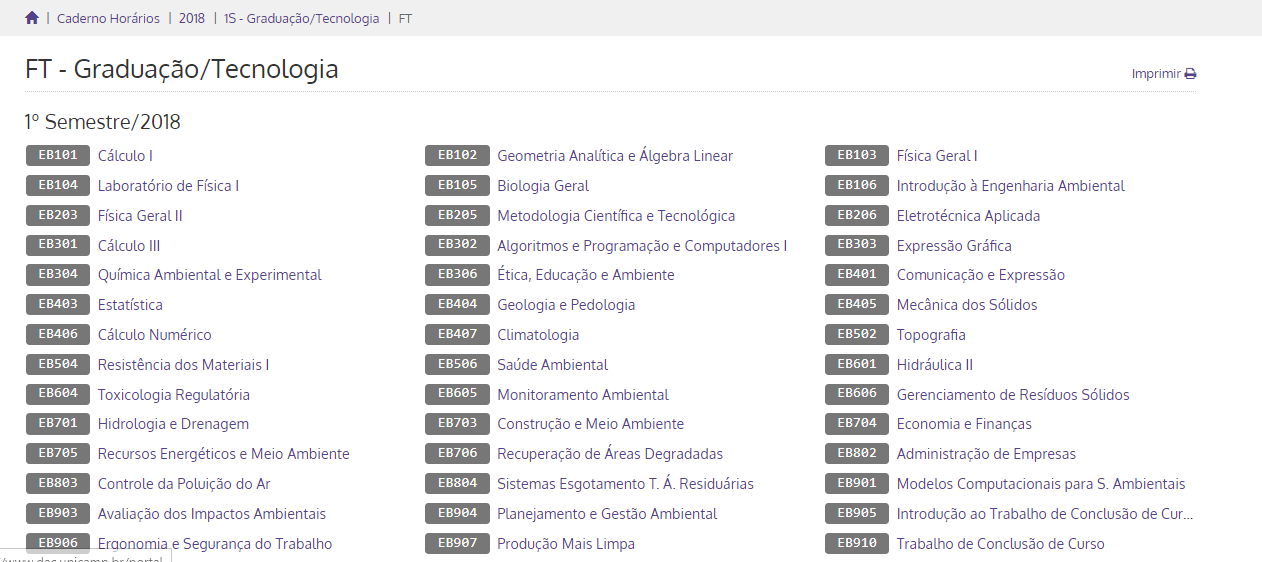 Caderno Horários | 2018 | 1S - Graduação/Tecnologia | FT
FT - Graduação/Tecnologia
Imprimir
1º Semestre/2018
EB101 Cálculo I EB102 Geometria Analítica e Álgebra Linear EB103 Física Geral I
EB104 Laboratório de Física I EB105 Biologia Geral EB106 Introdução à Engenharia Ambiental
EB203 Física Geral II EB205 Metodologia Científica e Tecnológica EB206 Eletrotécnica Aplicada
EB301 Cálculo III EB302 Algoritmos e Programação e Computadores I EB303 Expressão Gráfica
EB304 Química Ambiental e Experimental EB306 Ética, Educação e Ambiente EB401 Comunicação e Expressão
EB403 Estatística EB404 Geologia e Pedologia EB405 Mecânica dos Sólidos
EB406 Cálculo Numérico EB407 Climatologia EB502 Topografia
EB504 Resistência dos Materiais I EB506 Saúde Ambiental EB601 Hidráulica II
EB604 Toxicologia Regulatória EB605 Monitoramento Ambiental EB606 Gerenciamento de Resíduos Sólidos
EB701 Hidrologia e Drenagem EB703 Construção e Meio Ambiente EB704 Economia e Finanças
EB705 Recursos Energéticos e Meio Ambiente EB706 Recuperação de Áreas Degradadas EB802 Administração de Empresas
EB803 Controle da Poluição do Ar EB804 Sistemas Esgotamento T. Á. Residuárias EB901 Modelos Computacionais para S. Ambientais
EB903 Avaliação dos Impactos Ambientais EB904 Planejamento e Gestão Ambiental EB905 Introdução ao Trabalho de Conclusão de Cur...
EB906 Ergonomia e Segurança do Trabalho EB907 Produção Mais Limpa EB910 Trabalho de Conclusão de Curso
/www.dac.unicamp.br/portal